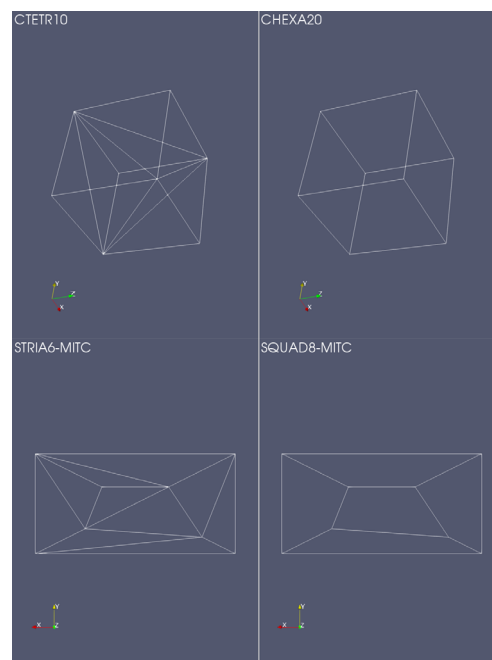 CTETR10
CHEXA20
Y
Z
X
Y
Z
X
STRIA6-MITC
SQUAD8-MITC
Y
X
Z
Y
X
Z